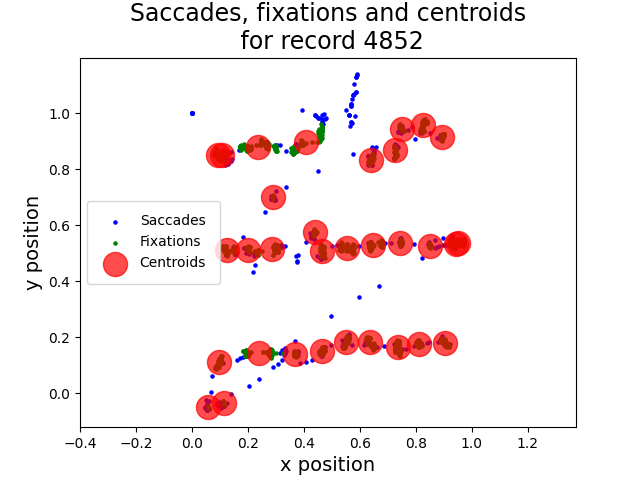 Saccades, fixations and centroids
for record 4852
y position
1.0
0.8
0.6
0.4
0.2
0.0
Saccades
Fixations
Centroids
−0.4
−0.2
0.0
0.2
0.4
0.6
0.8
1.0
1.2
x position